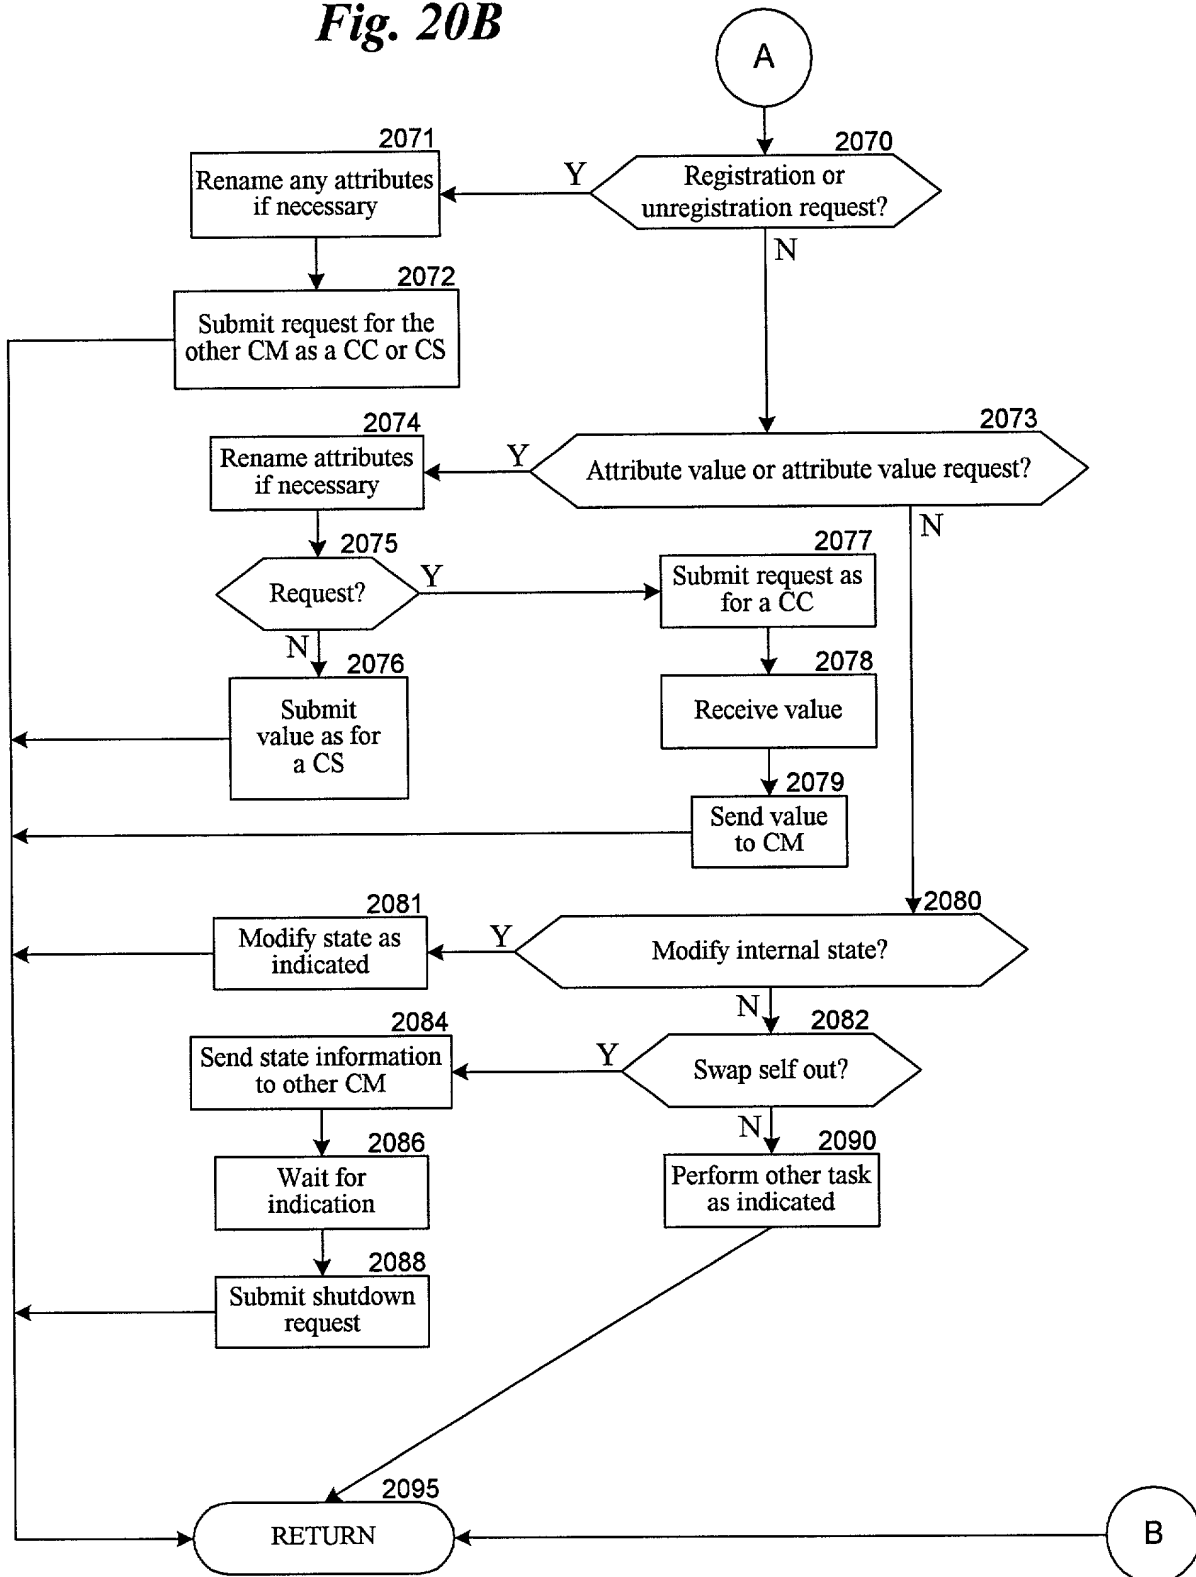 Fig. 20B
A
2070
Registration or
unregistration request?
Y
N
2071
Rename any attributes
if necessary
2072
Submit request for the
other CM as a CC or CS
2073
Attribute value or attribute value request?
Y
N
2074
Rename attributes
if necessary
2075
Request?
Y
N
2076
Submit
value as for
a CS
2077
Submit request as
for a CC
2078
Receive value
2079
Send value
to CM
2080
Modify internal state?
Y
N
2081
Modify state as
indicated
2082
Swap self out?
Y
N
2084
Send state information
to other CM
2086
Wait for
indication
2088
Submit shutdown
request
2090
Perform other task
as indicated
2095
RETURN
B